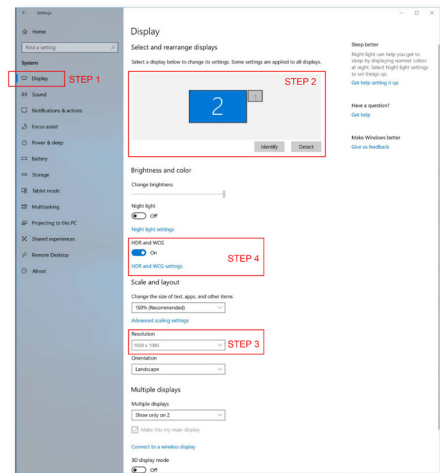 Settings
Home
Find a setting
System
Display
STEP 1
Sound
Notifications & actions
Focus assist
Power & sleep
Battery
Storage
Tablet mode
Multitasking
Projecting to this PC
Shared experiences
Remote Desktop
About
Display
Select and rearrange displays
Select a display below to change its settings. Some settings are applied to all displays.
STEP 2
2
1
Identify
Detect
Brightness and color
Change brightness
Night light
Off
Night light settings
HDR and WCG
On
STEP 4
HDR and WCG settings
Scale and layout
Change the size of text, apps, and other items
150% (Recommended)
Advanced scaling settings
Resolution
1920 x 1080
STEP 3
Orientation
Landscape
Multiple displays
Multiple displays
Show only on 2
Make this my main display
Connect to a wireless display
3D display mode
Off
Sleep better
Night light can help you get to
sleep by displaying warmer colors
at night. Select Night light settings
to set things up.
Get help setting it up
Have a question?
Get help
Make Windows better
Give us feedback